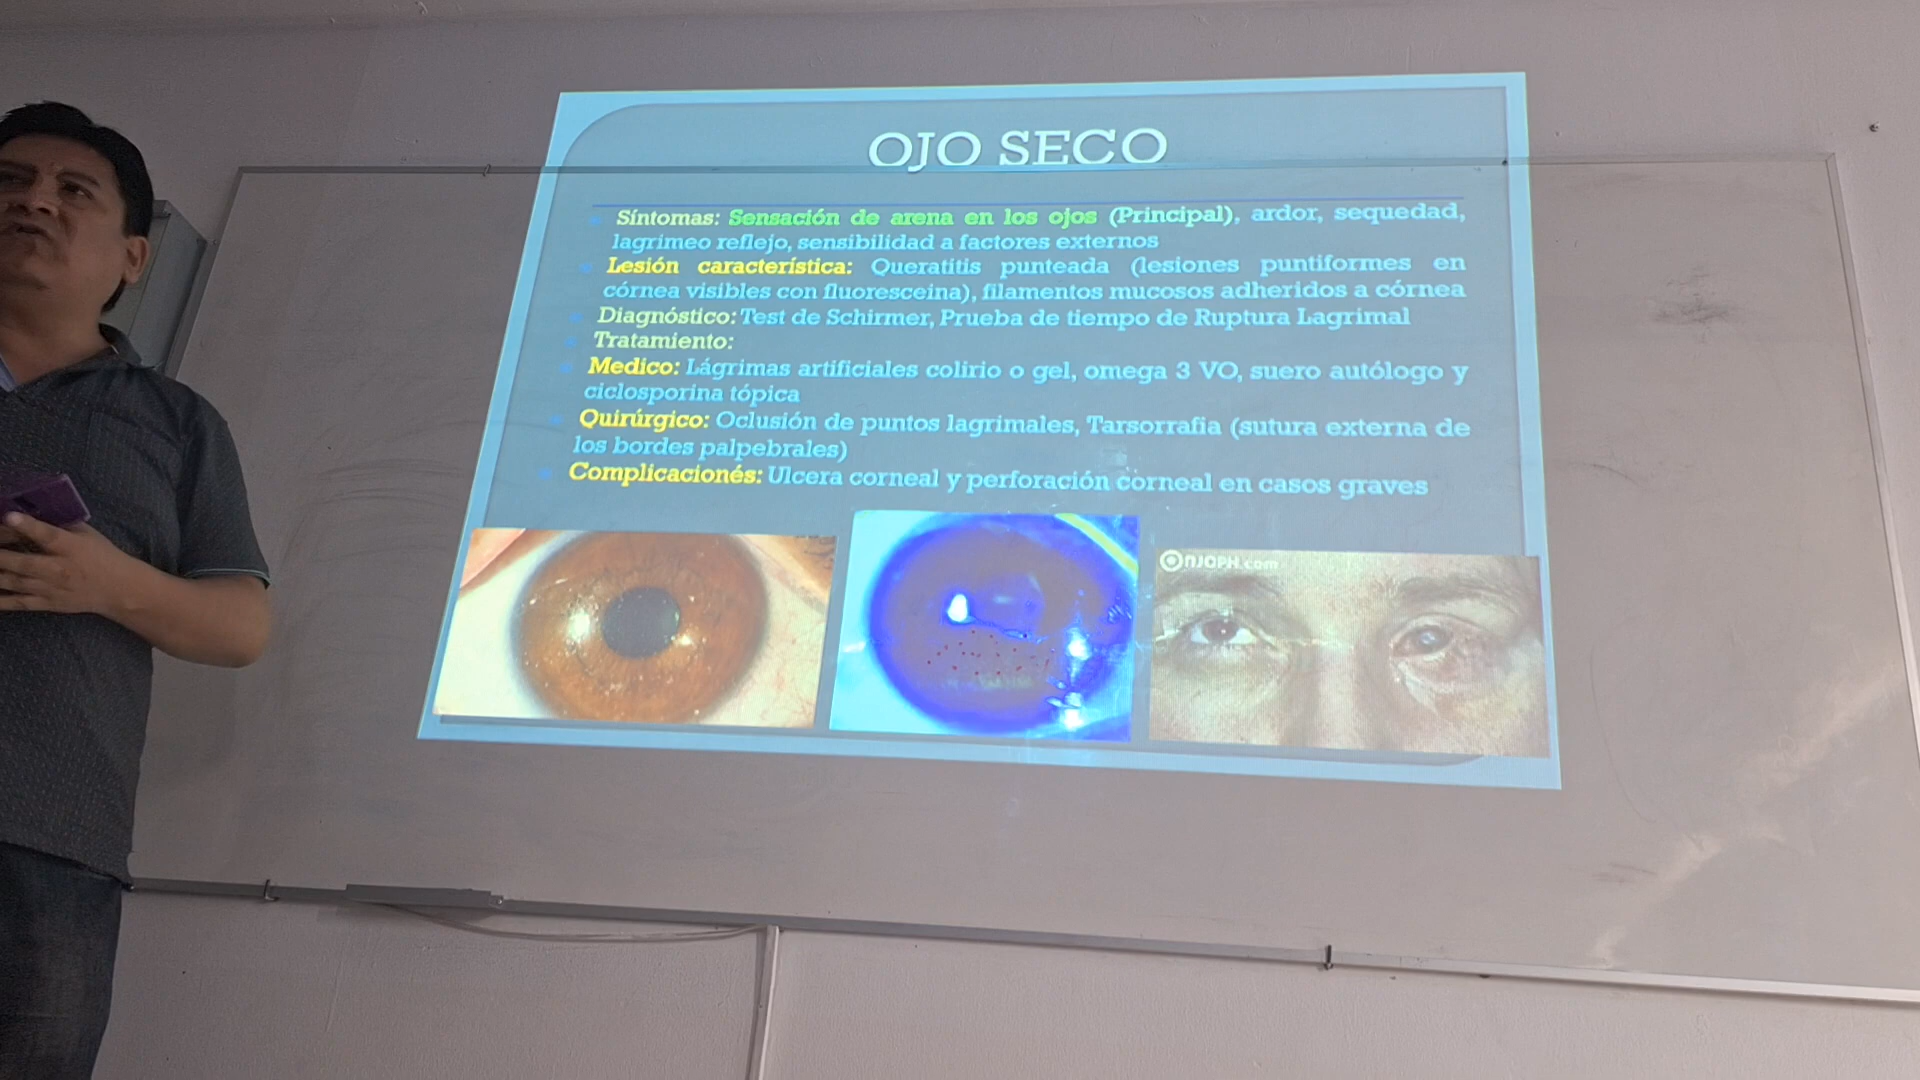 OJO SECO
Síntomas: Sensación de arena en los ojos (Principal), ardor, sequedad,
lagrimeo reflejo, sensibilidad a factores externos
Lesión característica: Queratitis punteada (lesiones puntiformes en
córnea visibles con fluoresceina), filamentos mucosos adheridos a córnea
Diagnóstico: Test de Schirmer, Prueba de tiempo de Ruptura Lagrimal
Tratamiento:
Medico: Lágrimas artificiales colirio o gel, omega 3 VO, suero autólogo y
ciclosporina tópica
Quirúrgico: Oclusión de puntos lagrimales, Tarsorrafia (sutura externa de
los bordes palpebrales)
Complicacionés: Ulcera corneal y perforación corneal en casos graves
NJOPH.com